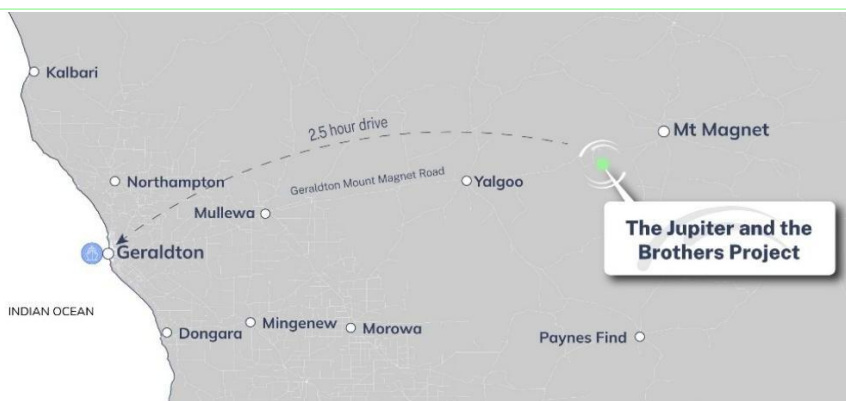 Kalbari
2.5 hour drive
Mt Magnet
Northampton
Geraldton Mount Magnet Road
Yalgoo
Mullewa
The Jupiter and the
Brothers Project
Geraldton
INDIAN OCEAN
Dongara
Mingenew
Morowa
Paynes Find